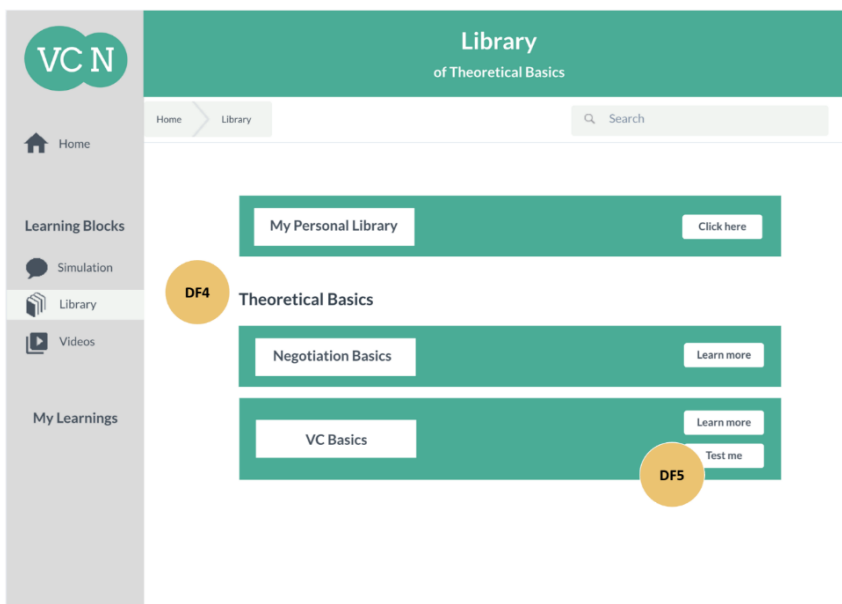 VC N
Library
of Theoretical Basics
Home
Library
Search
Home
Learning Blocks
Simulation
Library
Videos
My Learnings
My Personal Library
Click here
DF4
Theoretical Basics
Negotiation Basics
Learn more
VC Basics
Learn more
Test me
DF5